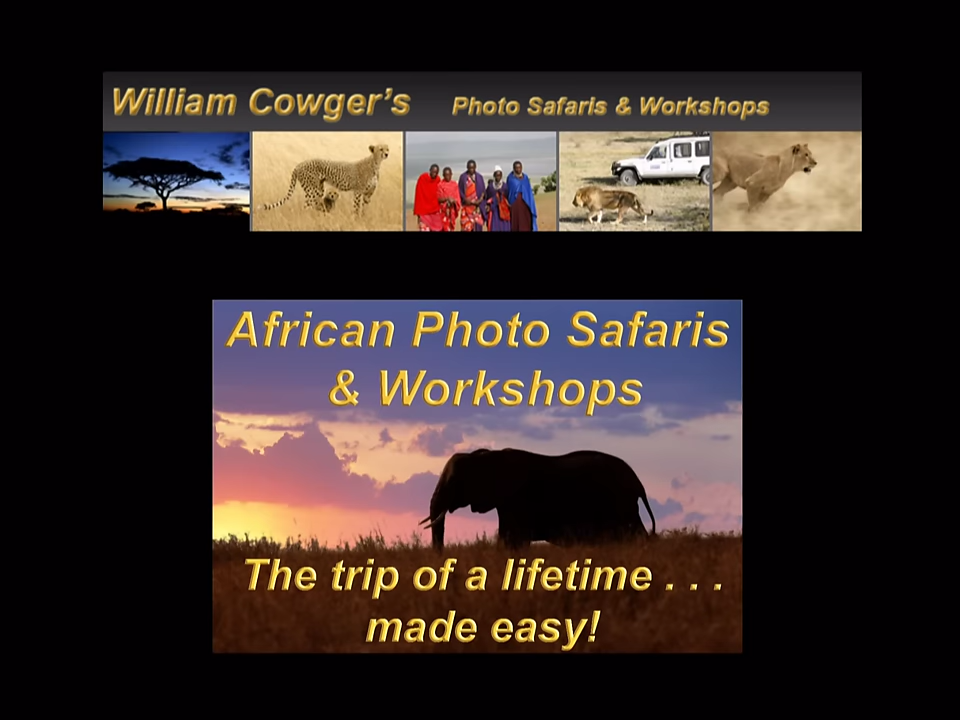 William Cowger's Photo Safaris & Workshops
African Photo Safaris
& Workshops
The trip of a lifetime . . .
made easy!